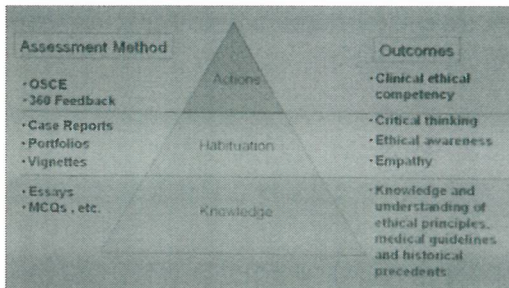 Assessment Method
• OSCE
• 360 Feedback
• Case Reports
• Portfolios
• Vignettes
• Essays
• MCQs , etc.
Actions
Habituation
Knowledge
Outcomes
• Clinical ethical
competency
• Critical thinking
• Ethical awareness
• Empathy
• Knowledge and
understanding of
ethical principles,
medical guidelines
and historical
precedents